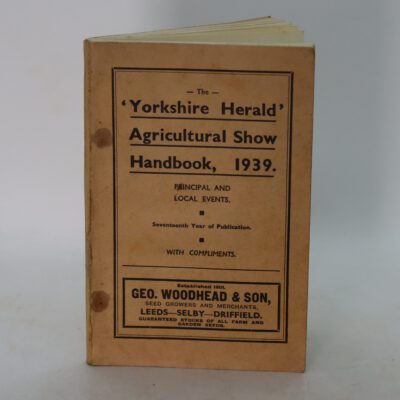 — The —
‘Yorkshire Herald’
Agricultural Show
Handbook, 1939.
PRINCIPAL AND
LOCAL EVENTS.
Seventeenth Year of Publication.
WITH COMPLIMENTS.
Established
GEO. WOODHEAD & SON,
SEED GROWERS AND MERCHANTS,
LEEDS—SELBY—DRIFFIELD.
GUARANTEED STOCKS OF ALL FARM AND
GARDEN SEEDS.